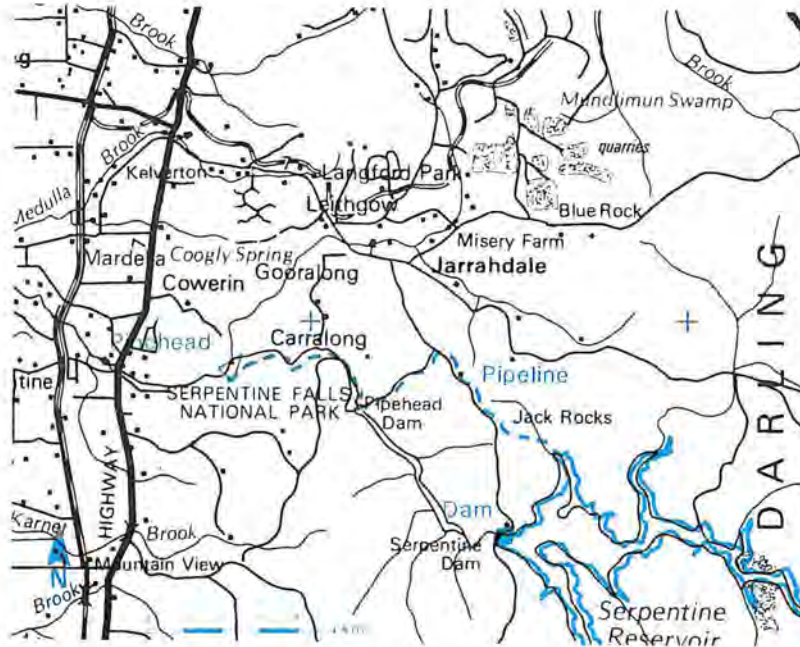 Brook
g
Mundlimun Swamp
Brook
quarries
Brook
Kelverton
Langford Park
Leithgow
Medulla
Blue Rock
Mardella
Coogly Spring
Gooralong
Misery Farm
Jarrahdale
Cowerin
DARLING
Carralong
Pipehead
Pipeline
tine
SERPENTINE FALLS
NATIONAL PARK
Pipehead
Dam
Jack Rocks
HIGHWAY
Dam
Karnet
Brook
Serpentine
Dam
Mountain View
Brook
Serpentine
Reservoir